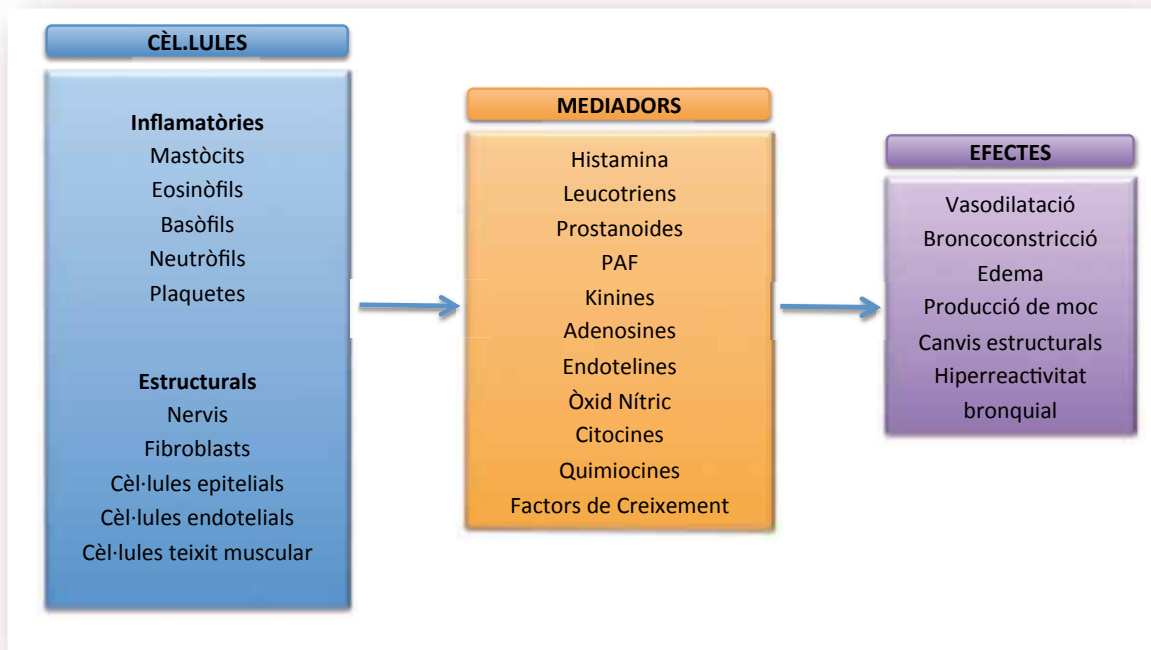 CÈL.LULES
Inflamatòries
Mastòcits
Eosinòfils
Basòfils
Neutròfils
Plaquetes
Estructurals
Nervis
Fibroblasts
Cèl·lules epitelials
Cèl·lules endotelials
Cèl·lules teixit muscular
MEDIADORS
Histamina
Leucotriens
Prostanoides
PAF
Kinines
Adenosines
Endotelines
Òxid Nítric
Citocines
Quimiocines
Factors de Creixement
EFECTES
Vasodilatació
Broncoconstricció
Edema
Producció de moc
Canvis estructurals
Hiperreactivitat
bronquial